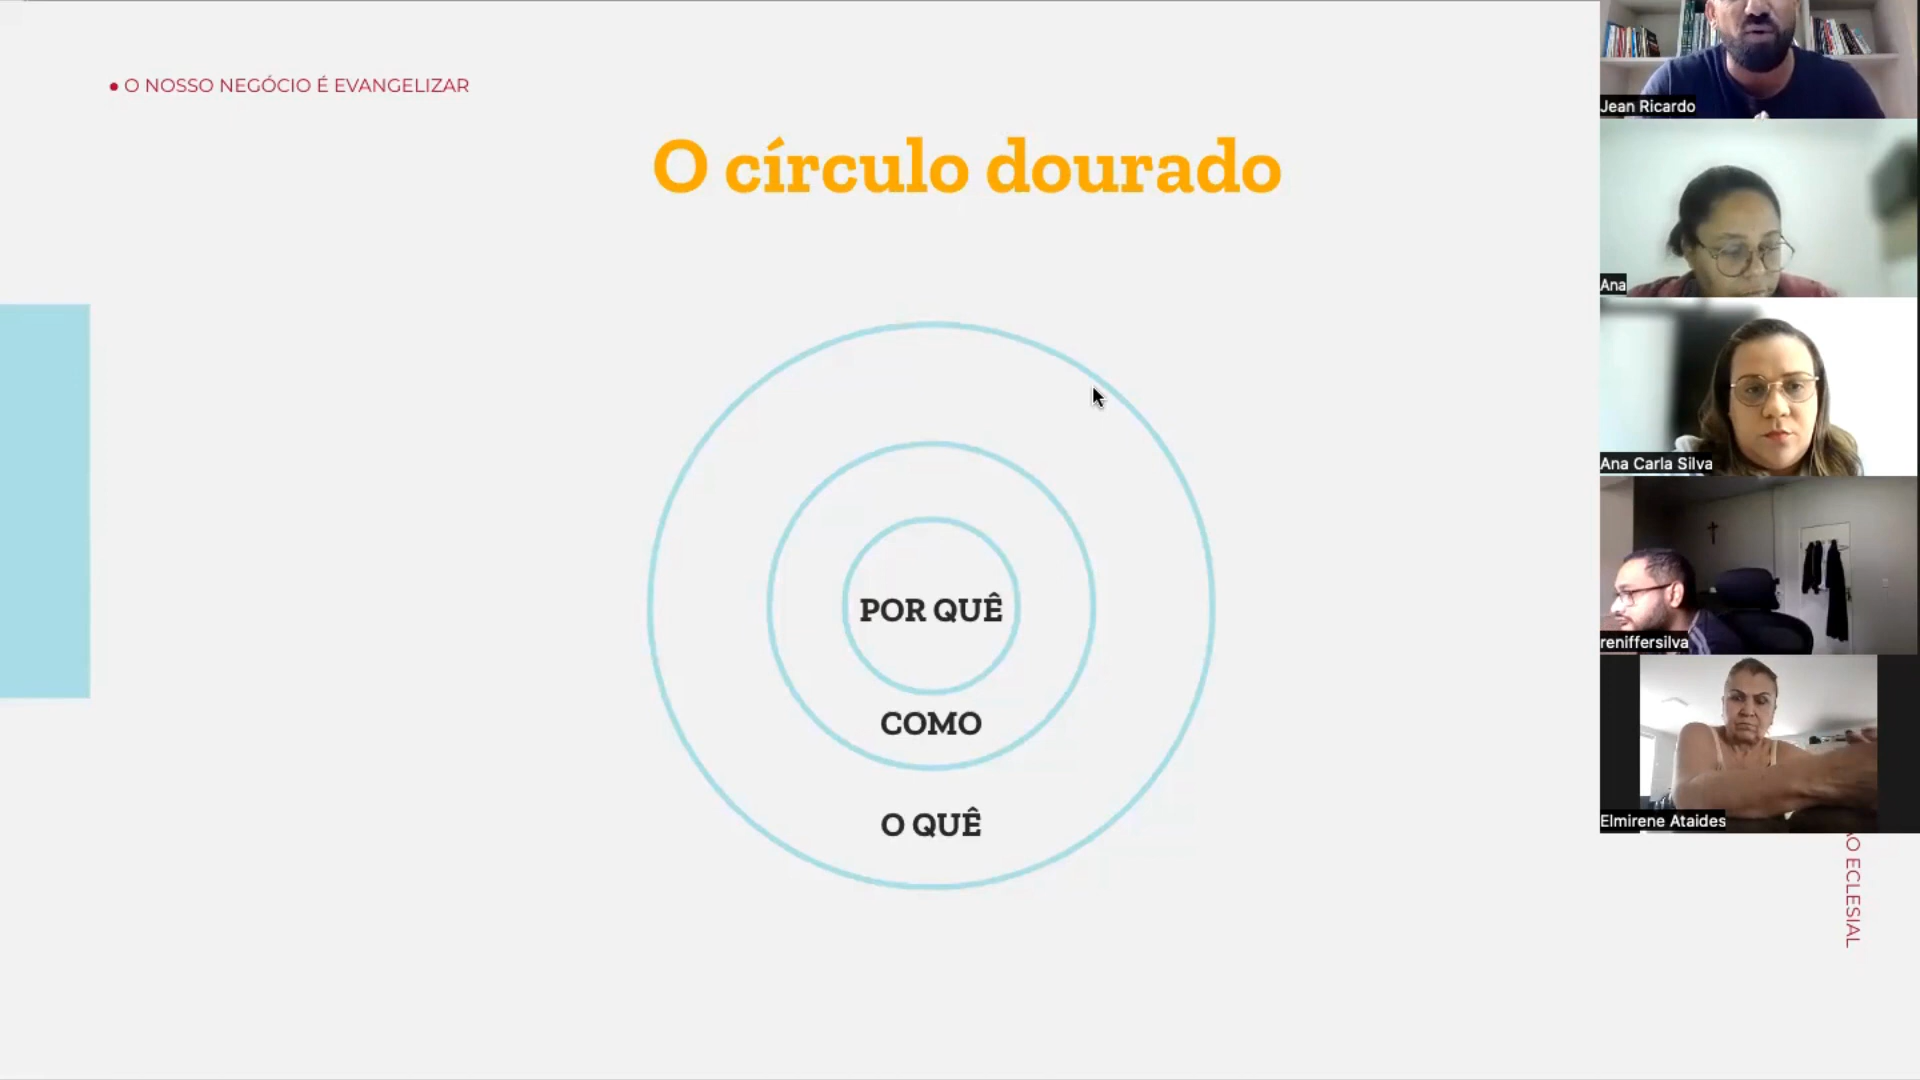 • O NOSSO NEGÓCIO É EVANGELIZAR
O círculo dourado
POR QUÊ
COMO
O QUÊ
Jean Ricardo
Ana
Ana Carla Silva
reniffersilva
Elmirene Ataides
ECLESIAL